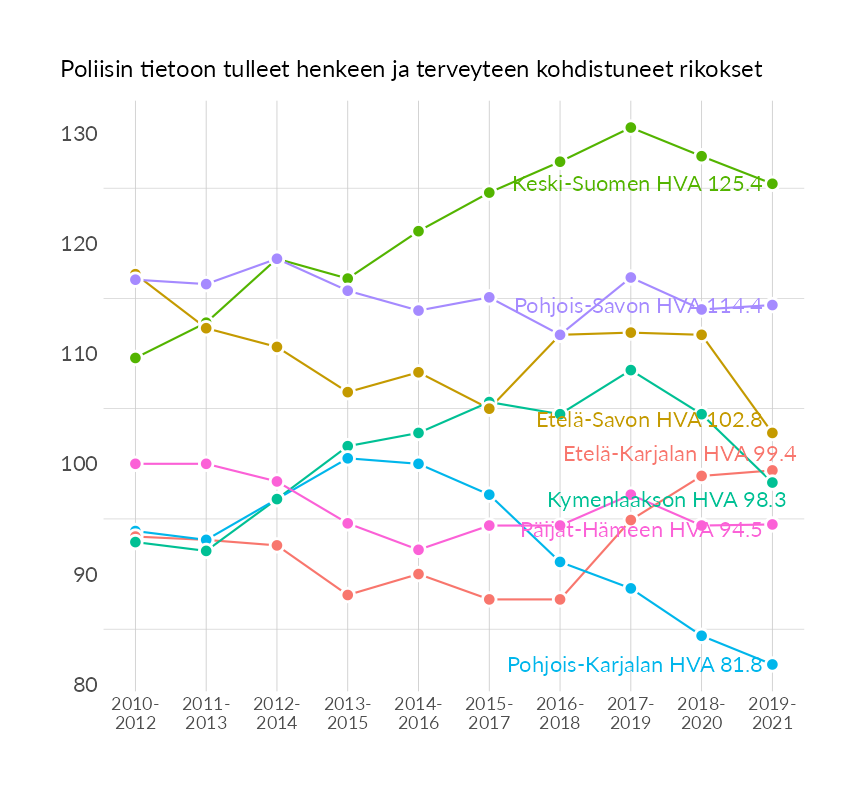 Poliisin tietoon tulleet henkeen ja terveyteen kohdistuneet rikokset
130
120
110
100
90
80
Keski-Suomen HVA 125.4
Pohjois-Savon HVA 114.4
Etelä-Savon HVA 102.8
Etelä-Karjalan HVA 99.4
Kymenlaakson HVA 98.3
Päijät-Hämeen HVA 94.5
Pohjois-Karjalan HVA 81.8
2010- 2011- 2012- 2013- 2014- 2015- 2016- 2017- 2018- 2019-
2012 2013 2014 2015 2016 2017 2018 2019 2020 2021